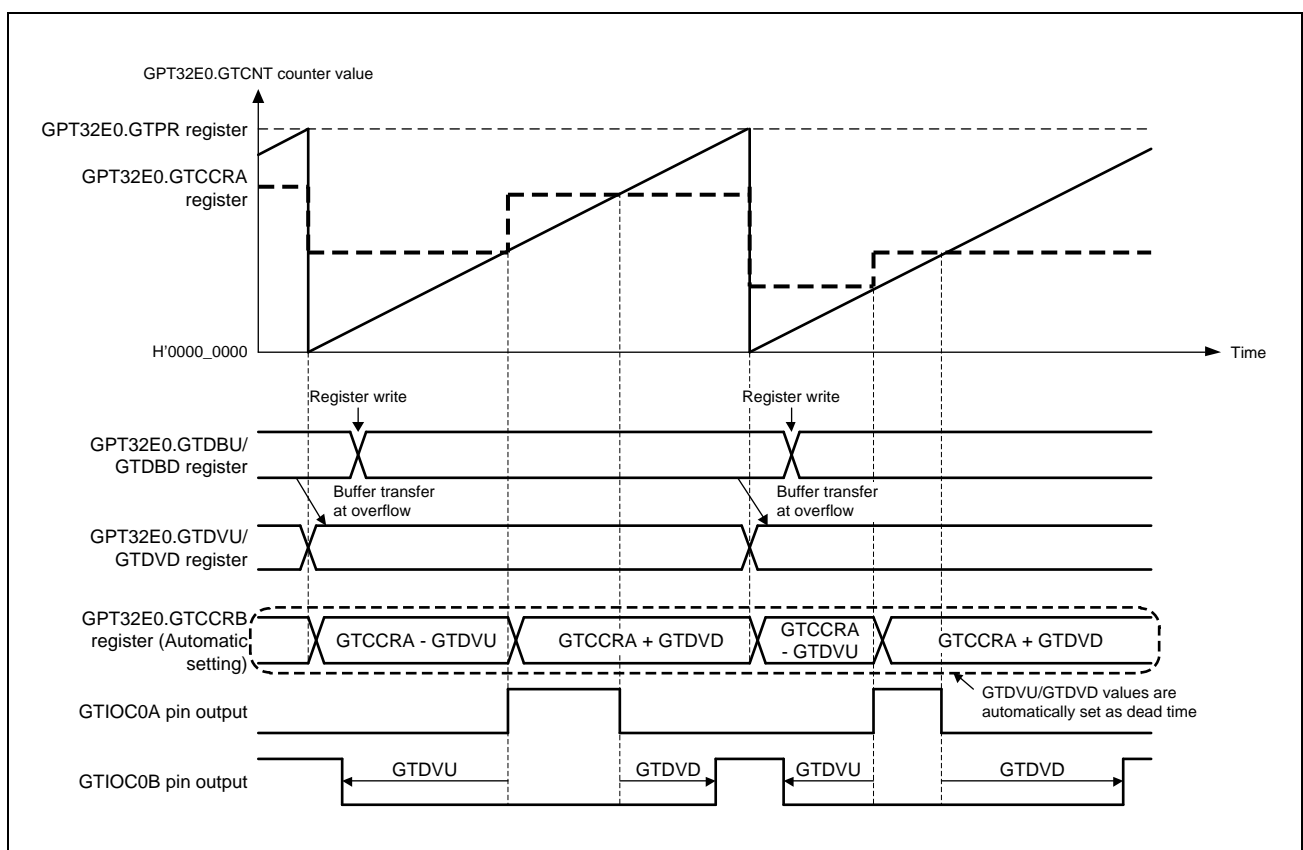 GPT32E0.GTCNT counter value
GPT32E0.GTPR register
GPT32E0.GTCCRA
register
H'0000_0000
Time
Register write
Register write
GPT32E0.GTDBU/
GTDBD register
Buffer transfer
at overflow
Buffer transfer
at overflow
GPT32E0.GTDVU/
GTDVD register
GPT32E0.GTCCRB
register (Automatic
setting)
GTCCRA - GTDVU
GTCCRA + GTDVD
GTCCRA
- GTDVU
GTCCRA + GTDVD
GTDVU/GTDVD values are
automatically set as dead time
GTIOC0A pin output
GTIOC0B pin output
GTDVU
GTDVD
GTDVU
GTDVD